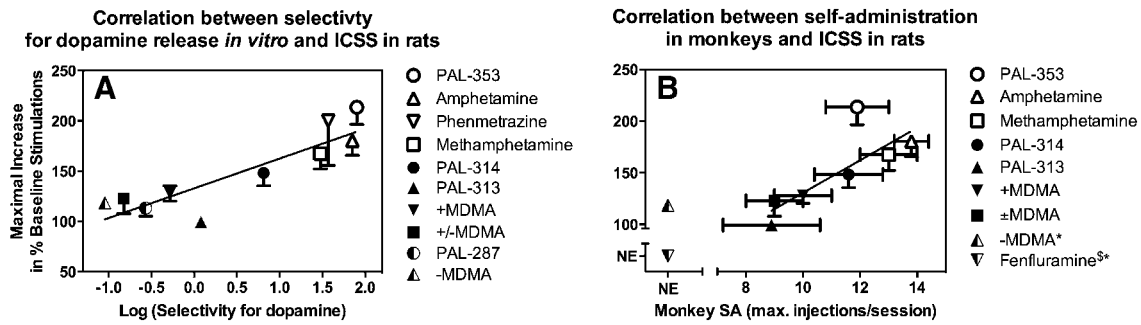 Correlation between selectivty
for dopamine release in vitro and ICSS in rats
A
Maximal Increase
in % Baseline Stimulations
250
200
150
100
50
-1.0 -0.5 0.0 0.5 1.0 1.5 2.0
Log (Selectivity for dopamine)
PAL-353
Amphetamine
Phenmetrazine
Methamphetamine
PAL-314
PAL-313
+MDMA
+/-MDMA
PAL-287
-MDMA
Correlation between self-administration
in monkeys and ICSS in rats
B
250
200
150
100
NE
NE 8 10 12 14
Monkey SA (max. injections/session)
PAL-353
Amphetamine
Methamphetamine
PAL-314
PAL-313
+MDMA
±MDMA
-MDMA*
Fenfluramine$*